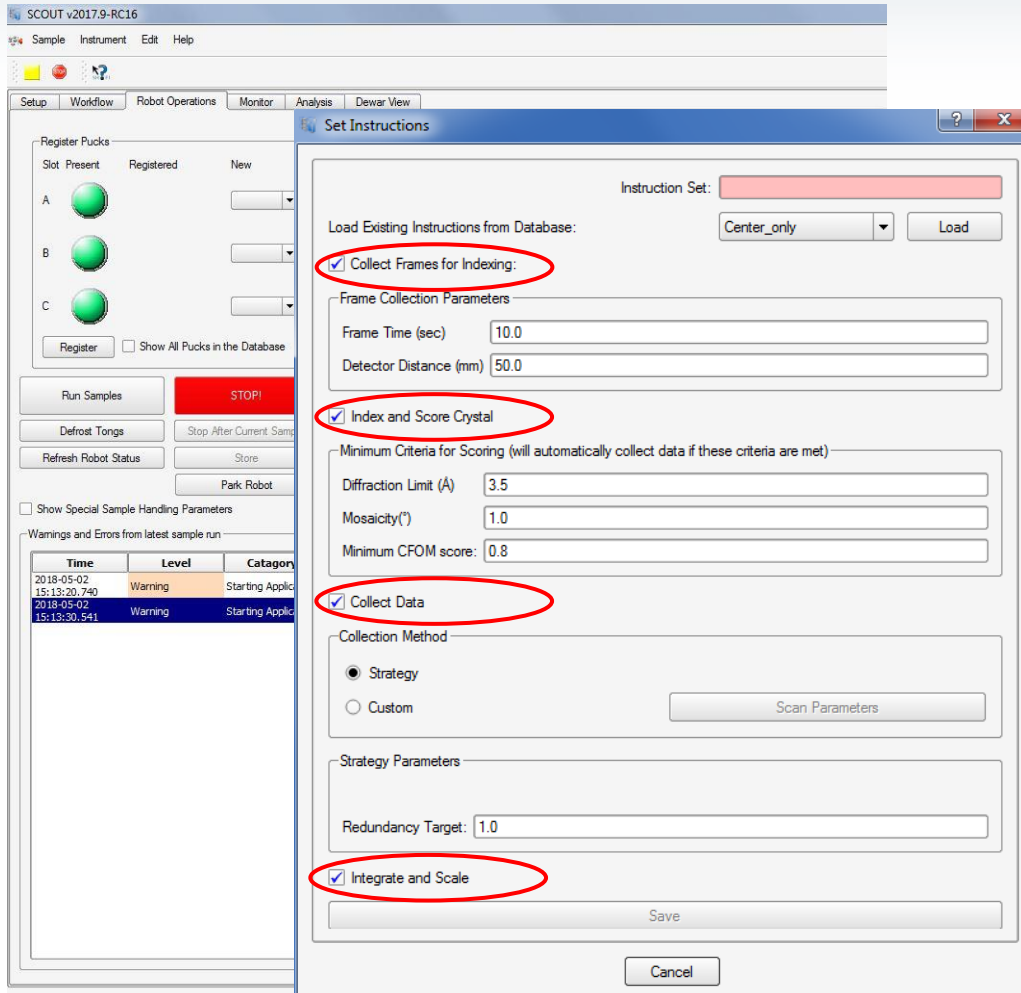 SCOUT v2017.9-RC16
Sample Instrument Edit Help
STOP
Setup Workflow Robot Operations Monitor Analysis Dewar View
Register Pucks
Slot Present Registered New
A
B
C
Register Show All Pucks in the Database
Run Samples STOP!
Defrost Tongs Stop After Current Samp
Refresh Robot Status Store
Park Robot
Show Special Sample Handling Parameters
Warnings and Errors from latest sample run
Time Level Catagory
2018-05-02
15:13:20.740 Warning Starting Applic
2018-05-02
15:13:30.541 Warning Starting Applic
Set Instructions
Instruction Set:
Load Existing Instructions from Database: Center_only Load
Collect Frames for Indexing:
Frame Collection Parameters
Frame Time (sec) 10.0
Detector Distance (mm) 50.0
Index and Score Crystal
Minimum Criteria for Scoring (will automatically collect data if these criteria are met)
Diffraction Limit (Å) 3.5
Mosaicity(°) 1.0
Minimum CFOM score: 0.8
Collect Data
Collection Method
Strategy
Custom Scan Parameters
Strategy Parameters
Redundancy Target: 1.0
Integrate and Scale
Save
Cancel